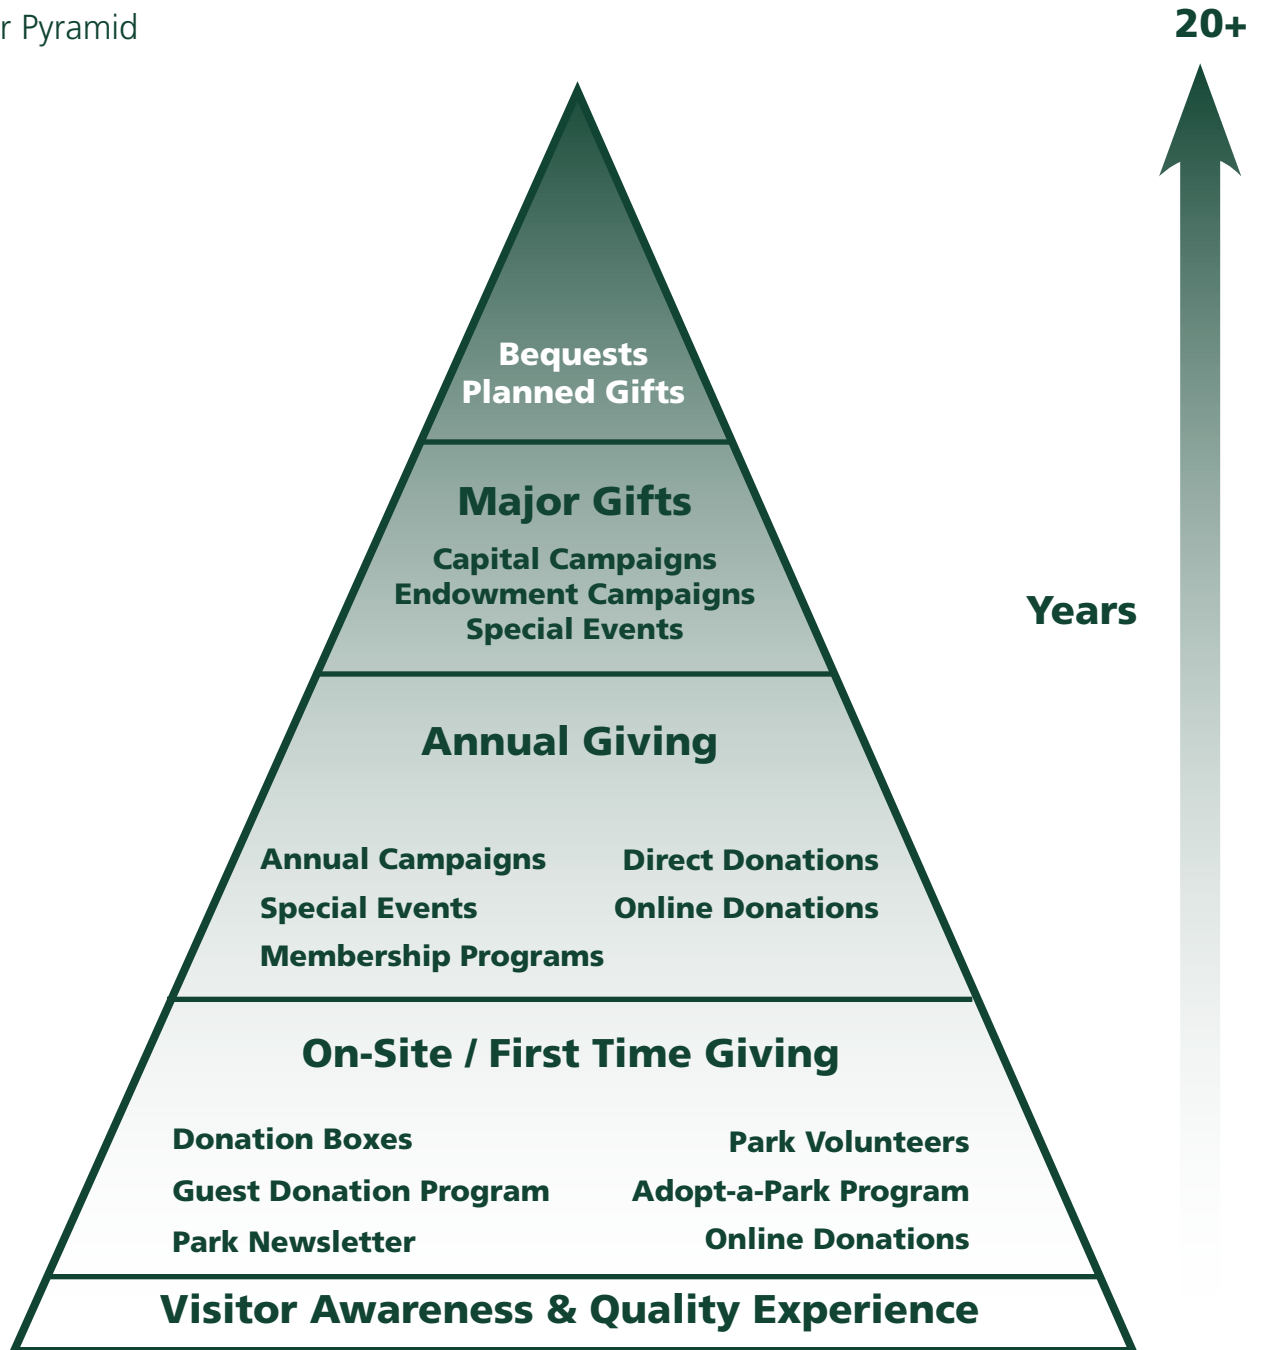 r Pyramid
20+
Bequests
Planned Gifts
Major Gifts
Capital Campaigns
Endowment Campaigns
Special Events
Years
Annual Giving
Annual Campaigns
Direct Donations
Special Events
Online Donations
Membership Programs
On-Site / First Time Giving
Donation Boxes
Park Volunteers
Guest Donation Program
Adopt-a-Park Program
Park Newsletter
Online Donations
Visitor Awareness & Quality Experience